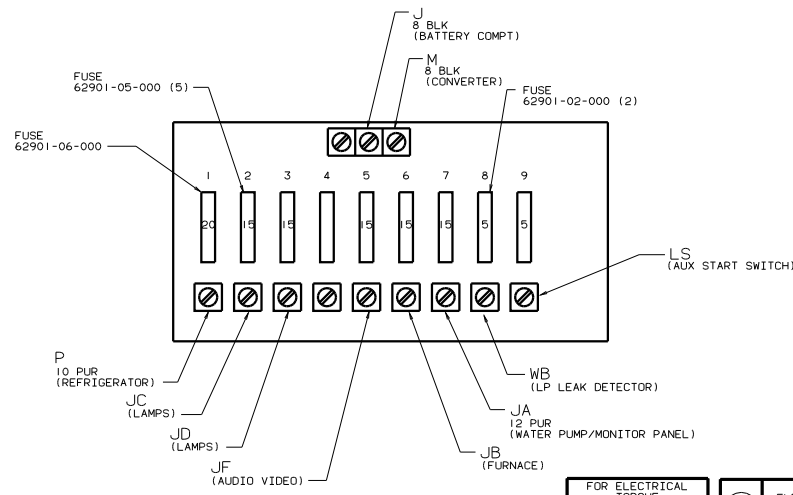 J
8 BLK
(BATTERY COMPT)
M
8 BLK
(CONVERTER)
FUSE
62901-05-000 (5)
FUSE
62901-02-000 (2)
FUSE
62901-06-000
1 2 3 4 5 6 7 8 9
20 15 15 15 15 15 5 5
LS
(AUX START SWITCH)
P
10 PUR
(REFRIGERATOR)
WB
(LP LEAK DETECTOR)
JC
(LAMPS)
JA
12 PUR
(WATER PUMP/MONITOR PANEL)
JD
(LAMPS)
JB
(FURNACE)
JF
(AUDIO VIDEO)
FOR ELECTRICAL